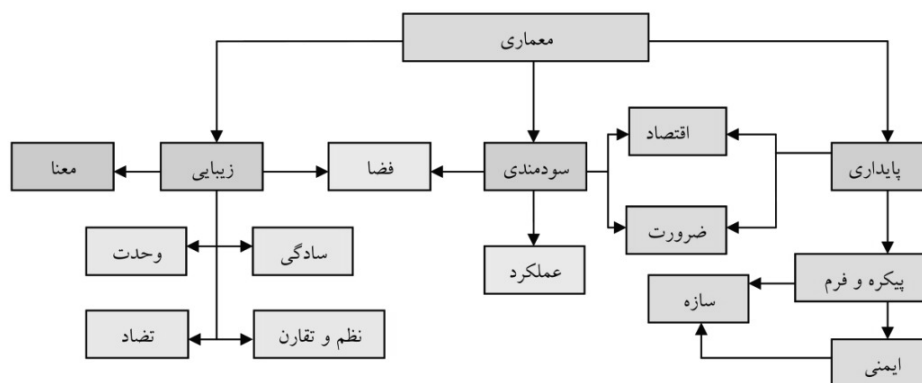 معماری
اقتصاد
معنا
زیبایی
فضا
سودمندی
پایداری
ضرورت
وحدت
سادگی
عملکرد
پیکره و فرم
سازه
تضاد
نظم و تقارن
ایمنی